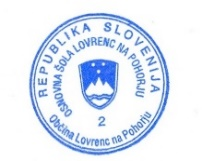 REPUBLIKA SLOVENIJA
OSNOVNA ŠOLA LOVRENC NA POHORJU
2
Občina Lovrenc na Pohorju